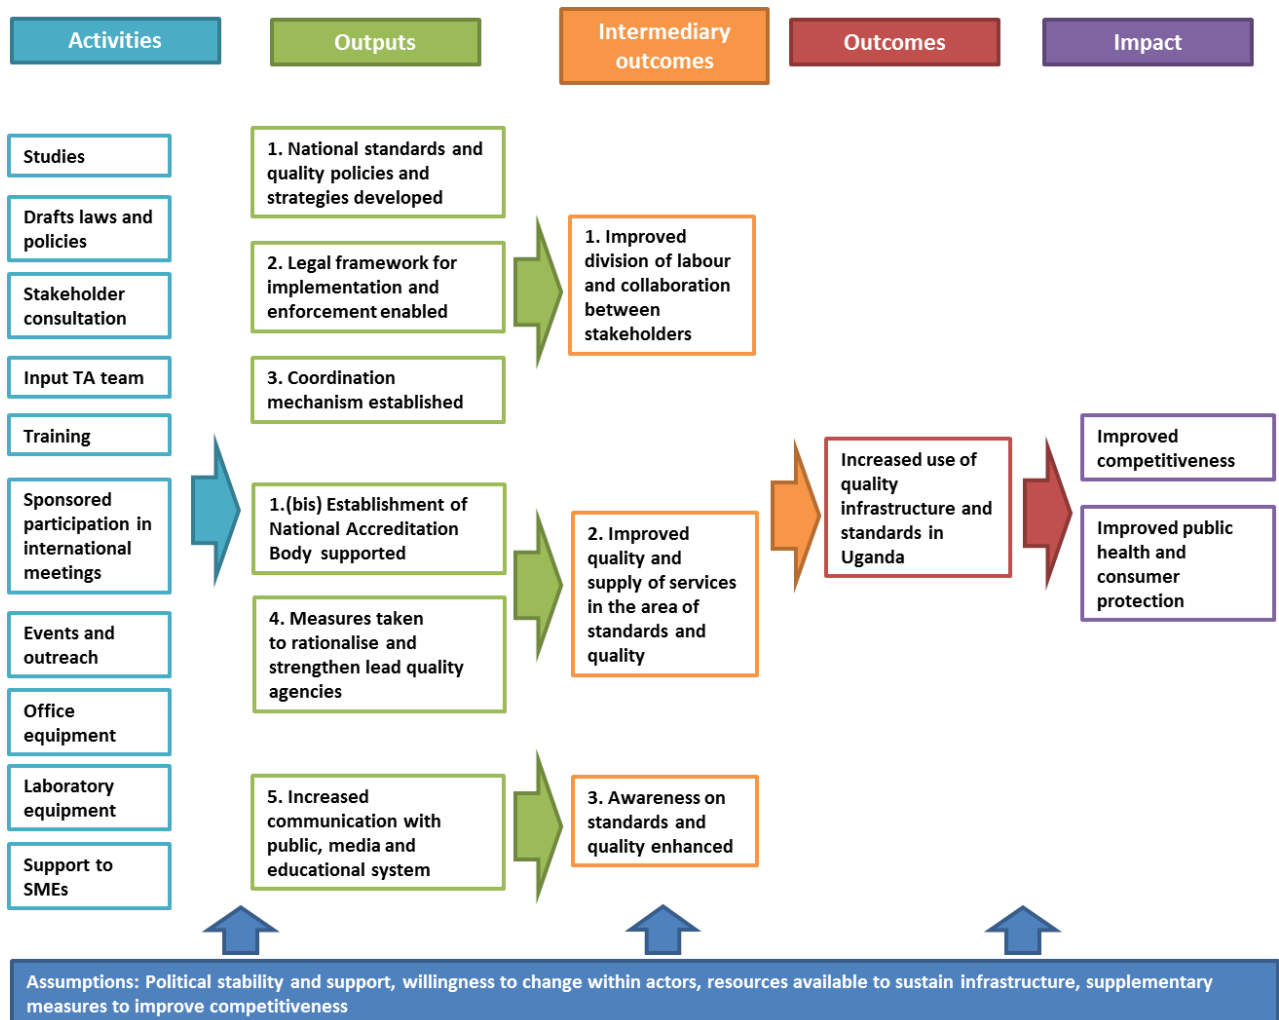 Activities
Outputs
Intermediary
outcomes
Outcomes
Impact
Studies
Drafts laws and
policies
Stakeholder
consultation
Input TA team
Training
Sponsored
participation in
international
meetings
Events and
outreach
Office
equipment
Laboratory
equipment
Support to
SMEs
1. National standards and
quality policies and
strategies developed
2. Legal framework for
implementation and
enforcement enabled
3. Coordination
mechanism established
1.(bis) Establishment of
National Accreditation
Body supported
4. Measures taken
to rationalise and
strengthen lead quality
agencies
5. Increased
communication with
public, media and
educational system
1. Improved
division of labour
and collaboration
between
stakeholders
2. Improved
quality and
supply of services
in the area of
standards and
quality
3. Awareness on
standards and
quality enhanced
Increased use of
quality
infrastructure and
standards in
Uganda
Improved
competitiveness
Improved public
health and
consumer
protection
Assumptions: Political stability and support, willingness to change within actors, resources available to sustain infrastructure, supplementary
measures to improve competitiveness